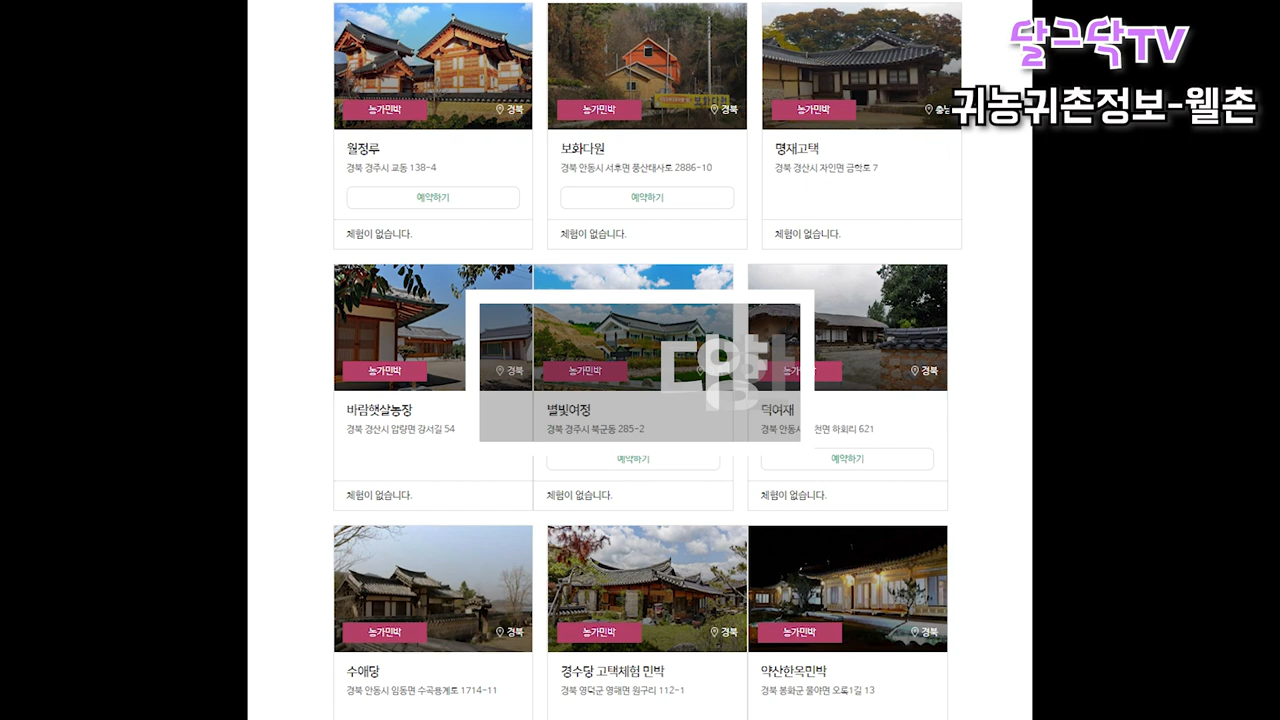 달그닥TV
귀농귀촌정보-웰촌
농가민박
경북
농가민박
경북
농가민박
월정루
경북 경주시 교동 138-4
예약하기
체험이 없습니다.
보화다원
경북 안동시 서후면 풍산태사로 2886-10
예약하기
체험이 없습니다.
명재고택
경북 경산시 자인면 금학로 7
체험이 없습니다.
농가민박
경북
농가민박
경북
바람햇살농장
경북 경산시 압량면 강서길 54
체험이 없습니다.
별빛여정
경북 경주시 북군동 285-2
예약하기
체험이 없습니다.
덕여재
경북 안동시 천면 하회리 621
예약하기
체험이 없습니다.
농가민박
경북
농가민박
경북
농가민박
경북
수애당
경북 안동시 임동면 수곡용계로 1714-11
경수당 고택체험 민박
경북 영덕군 영해면 원구리 112-1
약산한옥민박
경북 봉화군 물야면 오록1길 13